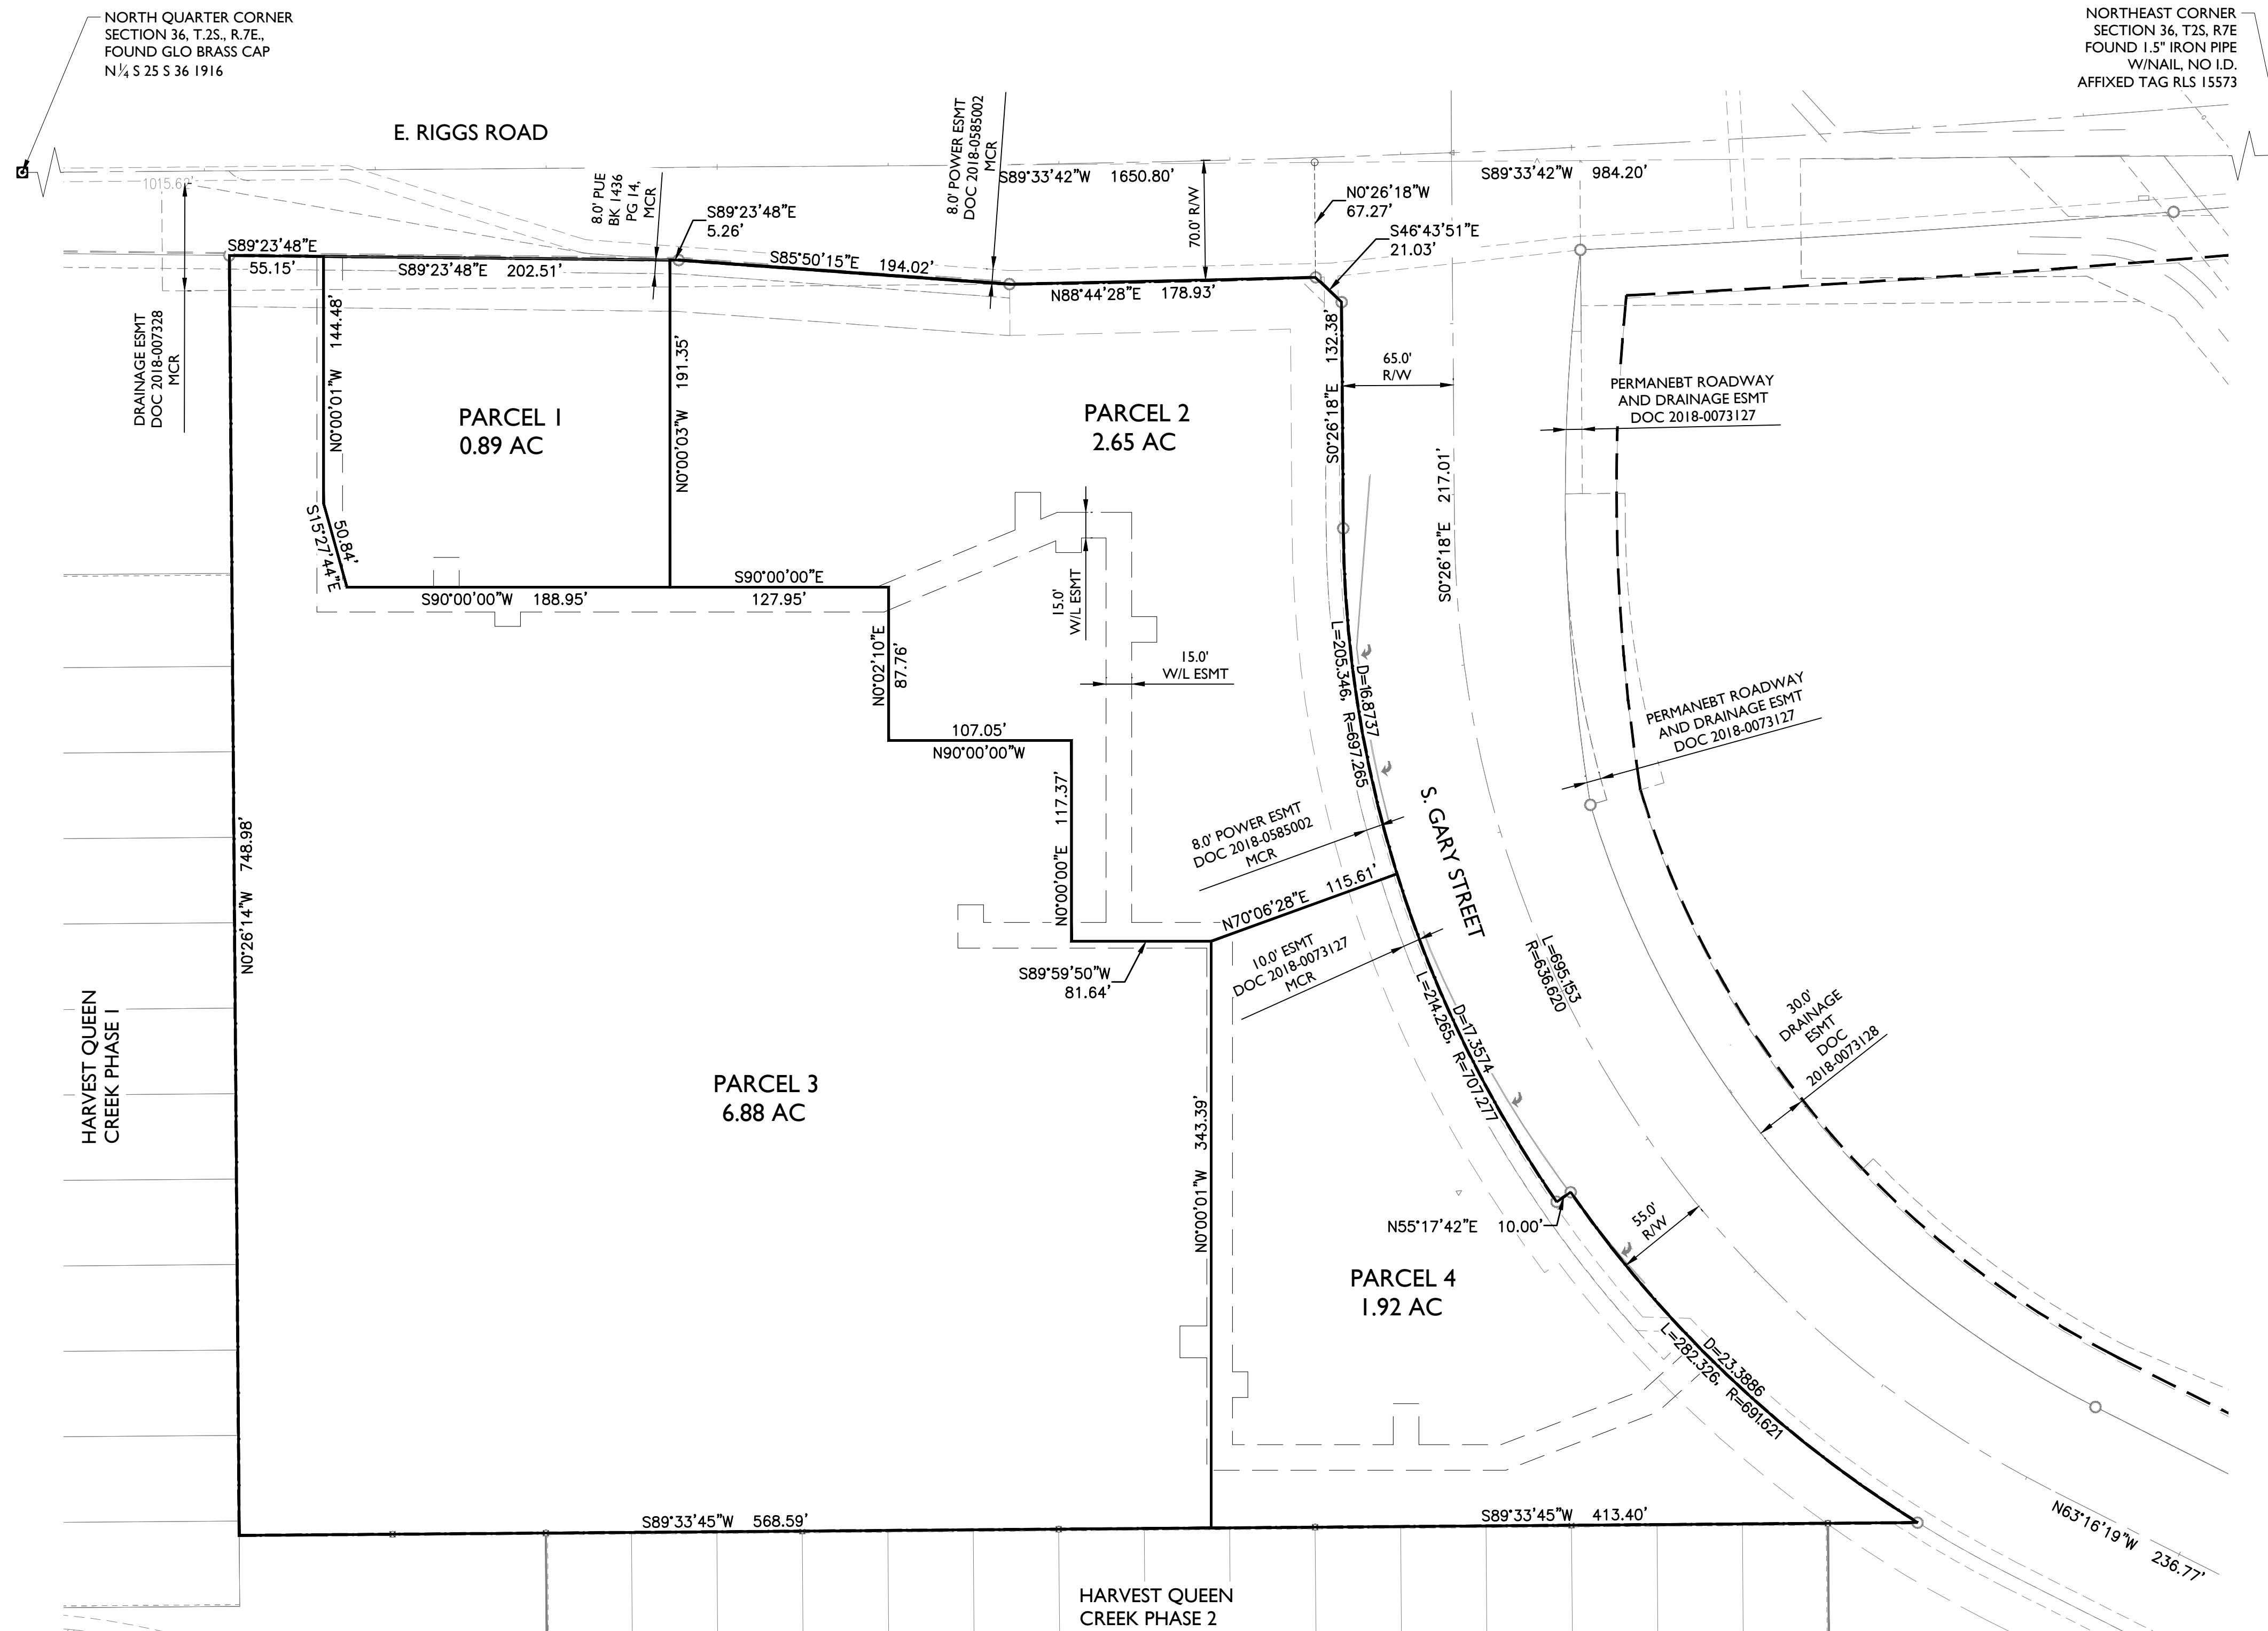 NORTH QUARTER CORNER
SECTION 36, T.2S., R.7E.,
FOUND GLO BRASS CAP
N¼ S 25 S 36 1916
NORTHEAST CORNER
SECTION 36, T2S, R7E
FOUND 1.5" IRON PIPE
W/NAIL, NO I.D.
AFFIXED TAG RLS 15573
E. RIGGS ROAD
1015.62'
8.0' PUE
BK 1436
PG 14,
MCR
8.0' POWER ESMT
DOC 2018-0585002
MCR
S89°33'42"W 1650.80'
S89°33'42"W 984.20'
70.0' R/W
N0°26'18"W
67.27'
S46°43'51"E
21.03'
S89°23'48"E
5.26'
S89°23'48"E
55.15'
S89°23'48"E 202.51'
S85°50'15"E 194.02'
N88°44'28"E 178.93'
DRAINAGE ESMT
DOC 2018-007328
MCR
N0°00'01"W 144.48'
N0°00'03"W 191.35'
S0°26'18"E 132.38'
65.0'
R/W
PERMANEBT ROADWAY
AND DRAINAGE ESMT
DOC 2018-0073127
PARCEL 1
0.89 AC
PARCEL 2
2.65 AC
S0°26'18"E 217.01'
S15°27'44"E
50.84'
S90°00'00"W 188.95'
S90°00'00"E
127.95'
15.0'
W/L ESMT
15.0'
W/L ESMT
N0°02'10"E
87.76'
L=205.346, R=697.265
D=16.8737
107.05'
N90°00'00"W
PERMANEBT ROADWAY
AND DRAINAGE ESMT
DOC 2018-0073127
N0°00'00"E 117.37'
8.0' POWER ESMT
DOC 2018-0585002
MCR
S. GARY STREET
N0°26'14"W 748.98'
N70°06'28"E 115.61'
10.0' ESMT
DOC 2018-0073127
MCR
S89°59'50"W
81.64'
L=695.153
R=636.620
L=214.265, R=707.277
D=17.3574
30.0'
DRAINAGE
ESMT
DOC
2018-0073128
HARVEST QUEEN
CREEK PHASE 1
PARCEL 3
6.88 AC
N0°00'01"W 343.39'
N55°17'42"E 10.00'
55.0'
R/W
PARCEL 4
1.92 AC
D=23.3886
L=282.326, R=691.621
S89°33'45"W 568.59'
S89°33'45"W 413.40'
N63°16'19"W 236.77'
HARVEST QUEEN
CREEK PHASE 2